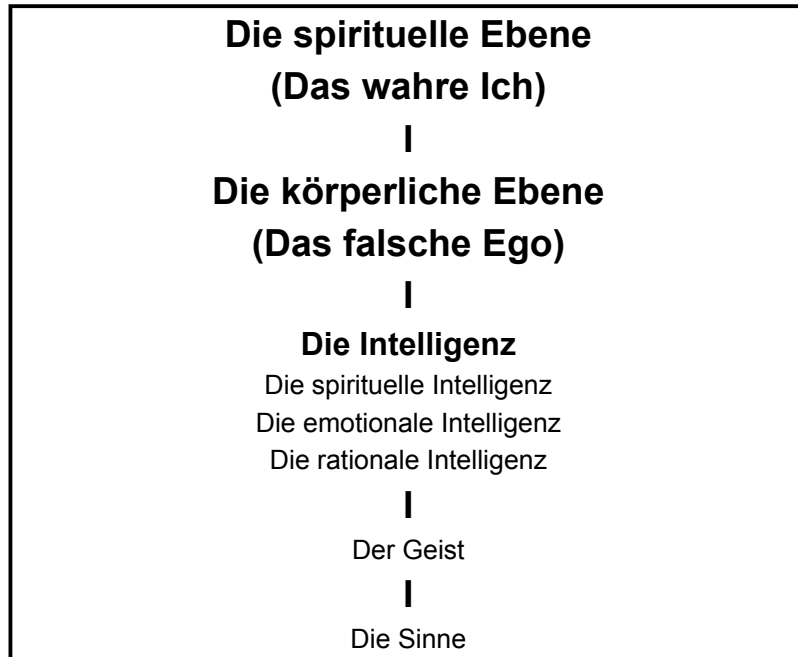 Die spirituelle Ebene
(Das wahre Ich)
I
Die körperliche Ebene
(Das falsche Ego)
I
Die Intelligenz
Die spirituelle Intelligenz
Die emotionale Intelligenz
Die rationale Intelligenz
I
Der Geist
I
Die Sinne